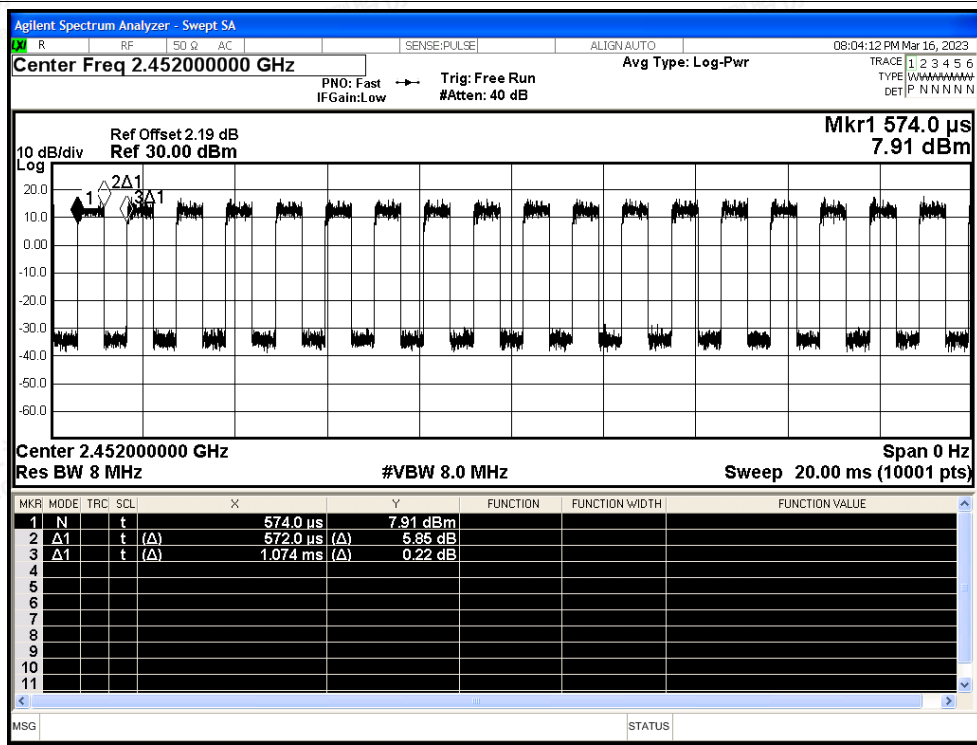 Agilent Spectrum Analyzer - Swept SA
LXI R RF 50 Ω AC SENSE:PULSE ALIGN AUTO 08:04:12 PM Mar 16, 2023
Center Freq 2.452000000 GHz
Avg Type: Log-Pwr
TRACE 1 2 3 4 5 6
PNO: Fast Trig: Free Run
TYPE WWWWWW
IFGain:Low #Atten: 40 dB
DET P N N N N N
Mkr1 574.0 µs
Ref Offset 2.19 dB
10 dB/div Ref 30.00 dBm 7.91 dBm
Log
20.0
1 2Δ1 3Δ1
10.0
0.00
-10.0
-20.0
-30.0
-40.0
-50.0
-60.0
Center 2.452000000 GHz Span 0 Hz
Res BW 8 MHz #VBW 8.0 MHz Sweep 20.00 ms (10001 pts)
MKR MODE TRC SCL X Y FUNCTION FUNCTION WIDTH FUNCTION VALUE
1 N t 574.0 µs 7.91 dBm
2 Δ1 t (Δ) 572.0 µs (Δ) 5.85 dB
3 Δ1 t (Δ) 1.074 ms (Δ) 0.22 dB
4
5
6
7
8
9
10
11
MSG STATUS